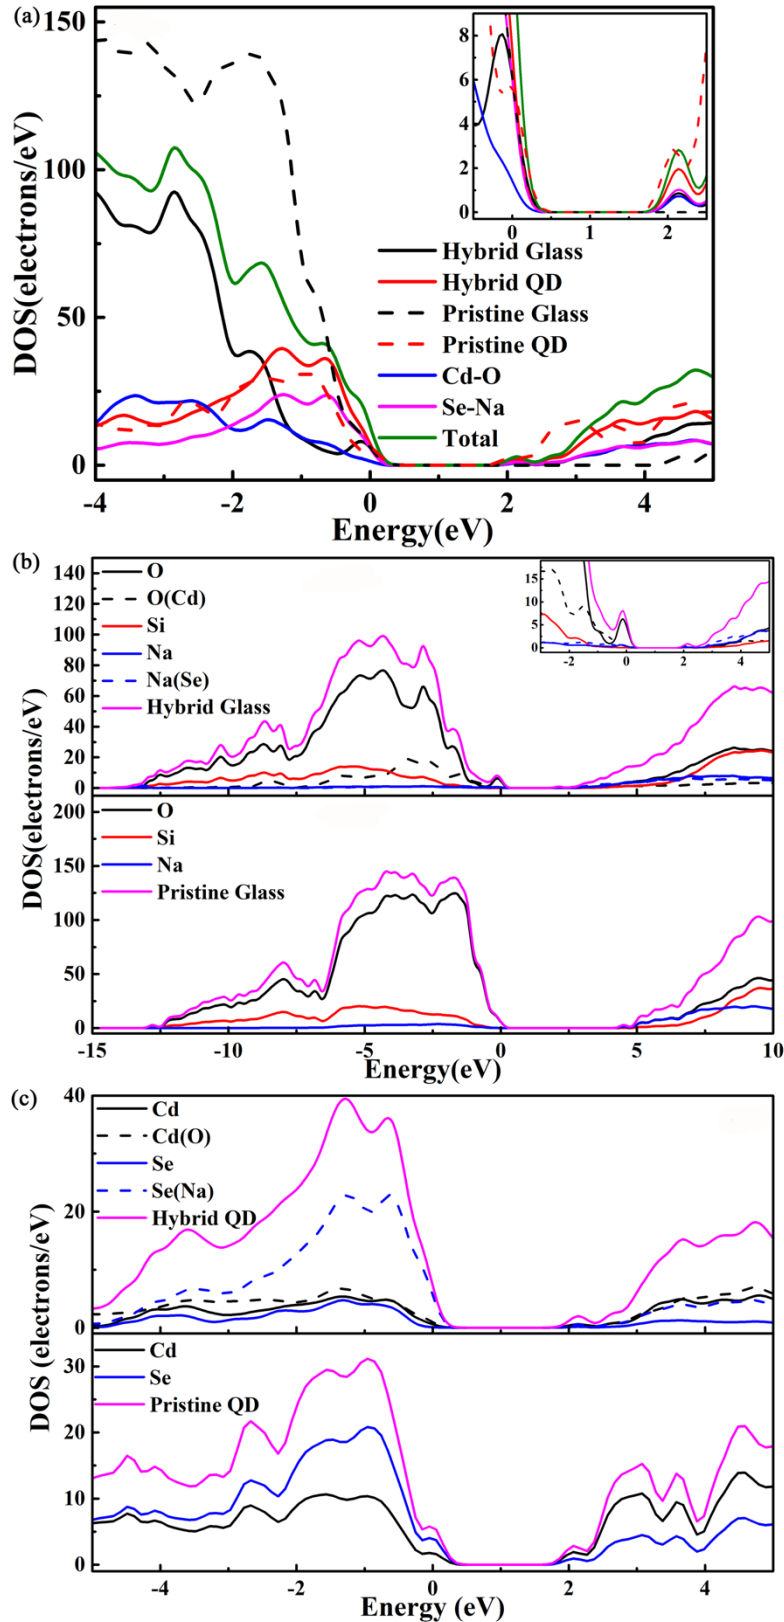 (a)
150
100
50
0
DOS(electrons/eV)
-4 -2 0 2 4
Energy(eV)
8
6
4
2
0
0 1 2
Hybrid Glass
Hybrid QD
Pristine Glass
Pristine QD
Cd-O
Se-Na
Total
(b)
140
120
100
80
60
40
20
0
DOS(electrons/eV)
O
O(Cd)
Si
Na
Na(Se)
Hybrid Glass
15
10
5
0
-2 0 2 4
200
150
100
50
0
DOS(electrons/eV)
O
Si
Na
Pristine Glass
-15 -10 -5 0 5 10
Energy(eV)
(c)
40
20
0
Cd
Cd(O)
Se
Se(Na)
Hybrid QD
DOS (electrons/eV)
30
20
10
0
Cd
Se
Pristine QD
-4 -2 0 2 4
Energy (eV)